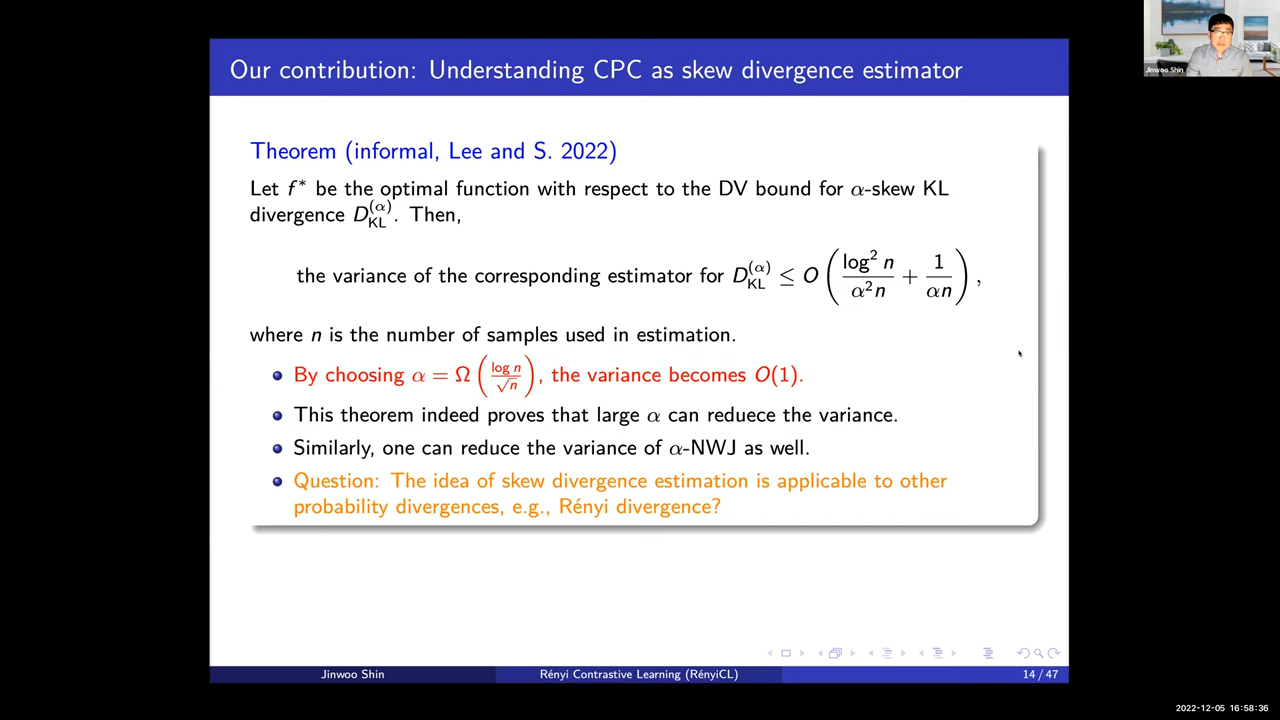 Our contribution: Understanding CPC as skew divergence estimator
Jinwoo Shin
Theorem (informal, Lee and S. 2022)
Let f* be the optimal function with respect to the DV bound for α-skew KL
divergence D_KL^(α). Then,
the variance of the corresponding estimator for D_KL^(α) ≤ O( log² n / α²n + 1 / αn ),
where n is the number of samples used in estimation.
By choosing α = Ω( log n / √n ), the variance becomes O(1).
This theorem indeed proves that large α can reduece the variance.
Similarly, one can reduce the variance of α-NWJ as well.
Question: The idea of skew divergence estimation is applicable to other
probability divergences, e.g., Rényi divergence?
Jinwoo Shin
Rényi Contrastive Learning (RényiCL)
14 / 47
2022-12-05 16:58:36